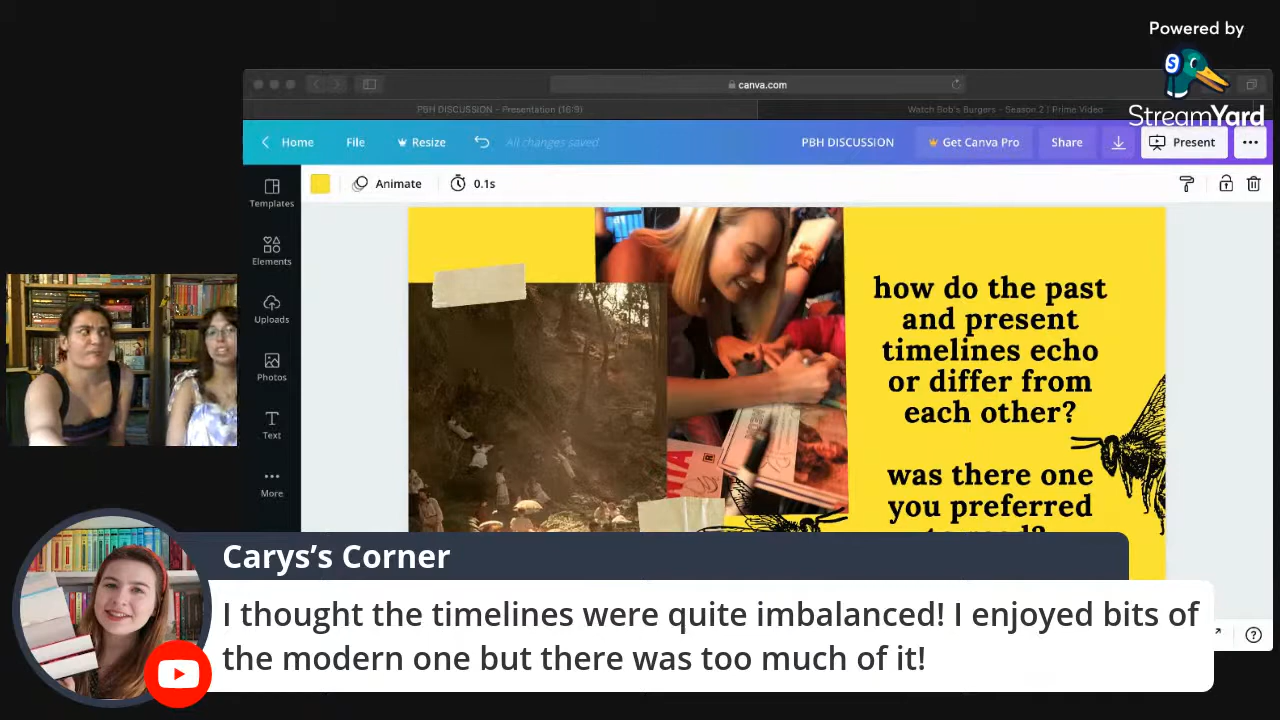 Powered by
StreamYard
canva.com
PBH DISCUSSION - Presentation (16:9)
Watch Bob's Burgers - Season 2 | Prime Video
Home
File
Resize
All changes saved
PBH DISCUSSION
Get Canva Pro
Share
Present
Animate
0.1s
Templates
Elements
Uploads
Photos
Text
More
how do the past
and present
timelines echo
or differ from
each other?
was there one
you preferred
to read?
Carys's Corner
I thought the timelines were quite imbalanced! I enjoyed bits of
the modern one but there was too much of it!